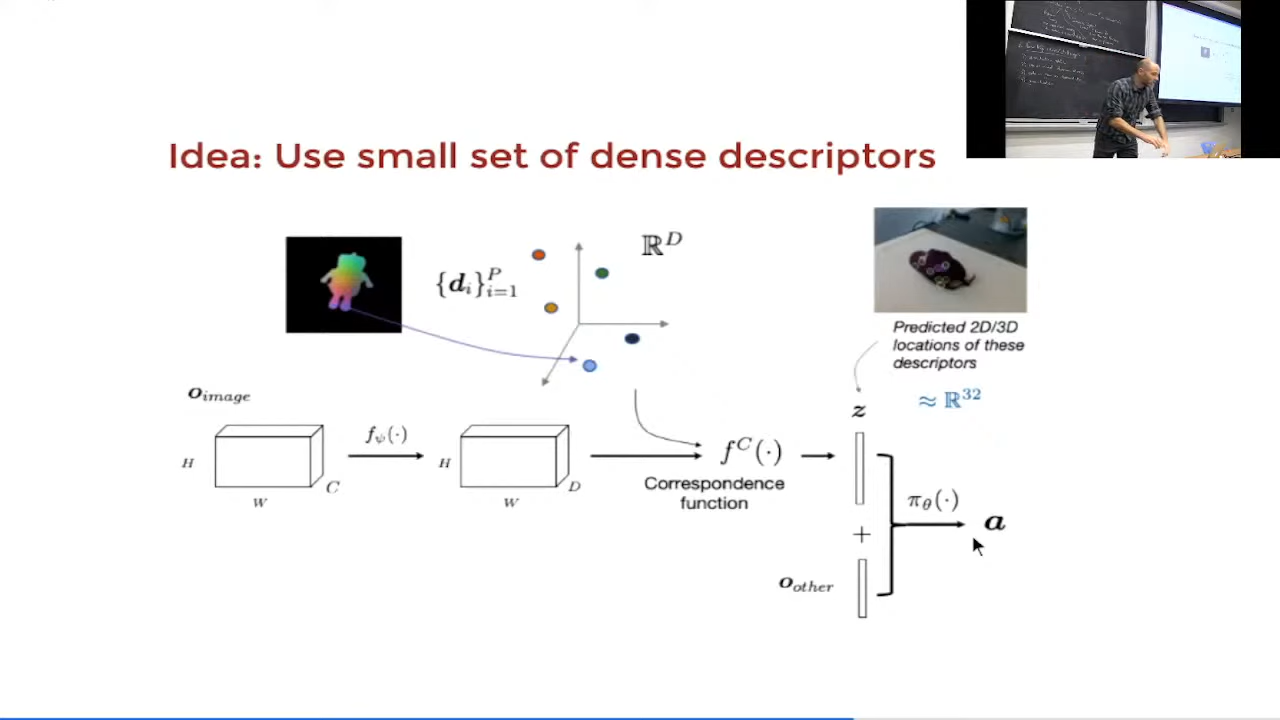 Idea: Use small set of dense descriptors
{d_i}_{i=1}^P
ℝ^D
Predicted 2D/3D
locations of these
descriptors
o_image
z
≈ ℝ^32
f_ψ(·)
H
W
C
H
W
D
f^C(·)
Correspondence
function
π_θ(·)
a
+
o_other